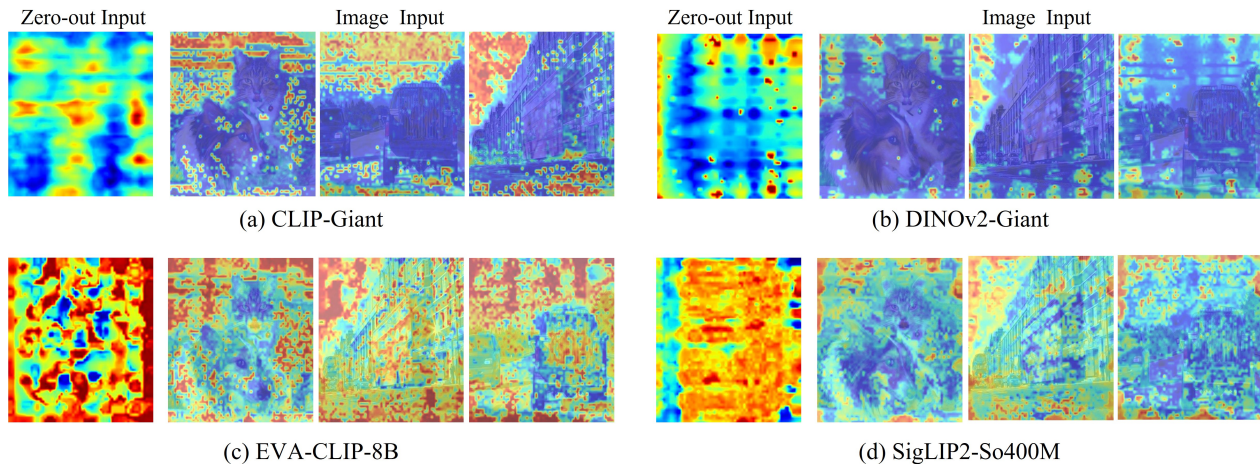 Zero-out Input Image Input Zero-out Input Image Input
(a) CLIP-Giant (b) DINOv2-Giant
(c) EVA-CLIP-8B (d) SigLIP2-So400M